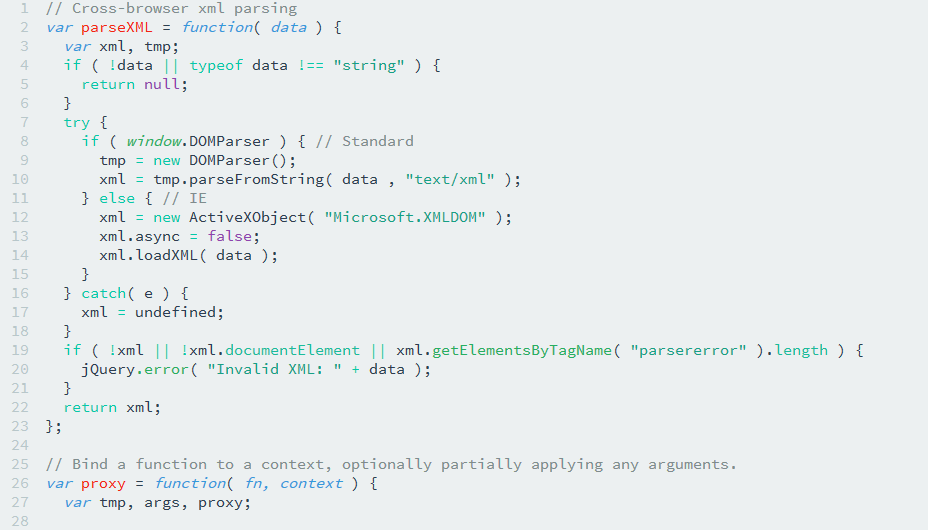 1 // Cross-browser xml parsing
2 var parseXML = function( data ) {
3   var xml, tmp;
4   if ( !data || typeof data !== "string" ) {
5     return null;
6   }
7   try {
8     if ( window.DOMParser ) { // Standard
9       tmp = new DOMParser();
10       xml = tmp.parseFromString( data , "text/xml" );
11     } else { // IE
12       xml = new ActiveXObject( "Microsoft.XMLDOM" );
13       xml.async = false;
14       xml.loadXML( data );
15     }
16   } catch( e ) {
17     xml = undefined;
18   }
19   if ( !xml || !xml.documentElement || xml.getElementsByTagName( "parsererror" ).length ) {
20     jQuery.error( "Invalid XML: " + data );
21   }
22   return xml;
23 };
24
25 // Bind a function to a context, optionally partially applying any arguments.
26 var proxy = function( fn, context ) {
27   var tmp, args, proxy;
28